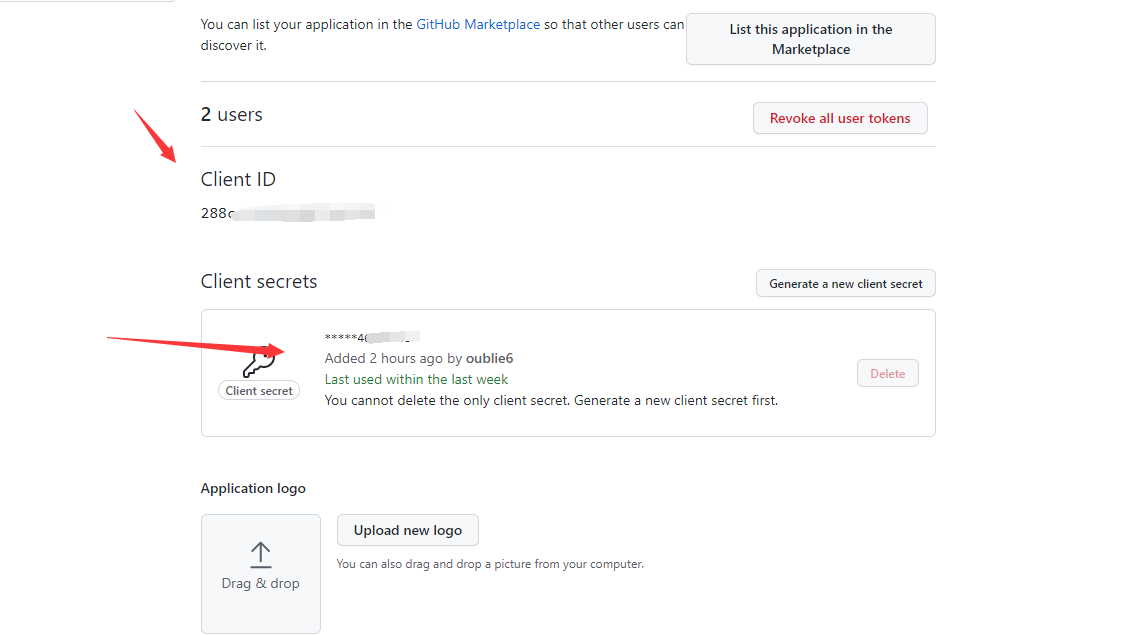 You can list your application in the GitHub Marketplace so that other users can
discover it.
List this application in the
Marketplace
2 users
Revoke all user tokens
Client ID
288c
Client secrets
Generate a new client secret
*****4
Added 2 hours ago by oublie6
Last used within the last week
You cannot delete the only client secret. Generate a new client secret first.
Client secret
Delete
Application logo
Drag & drop
Upload new logo
You can also drag and drop a picture from your computer.